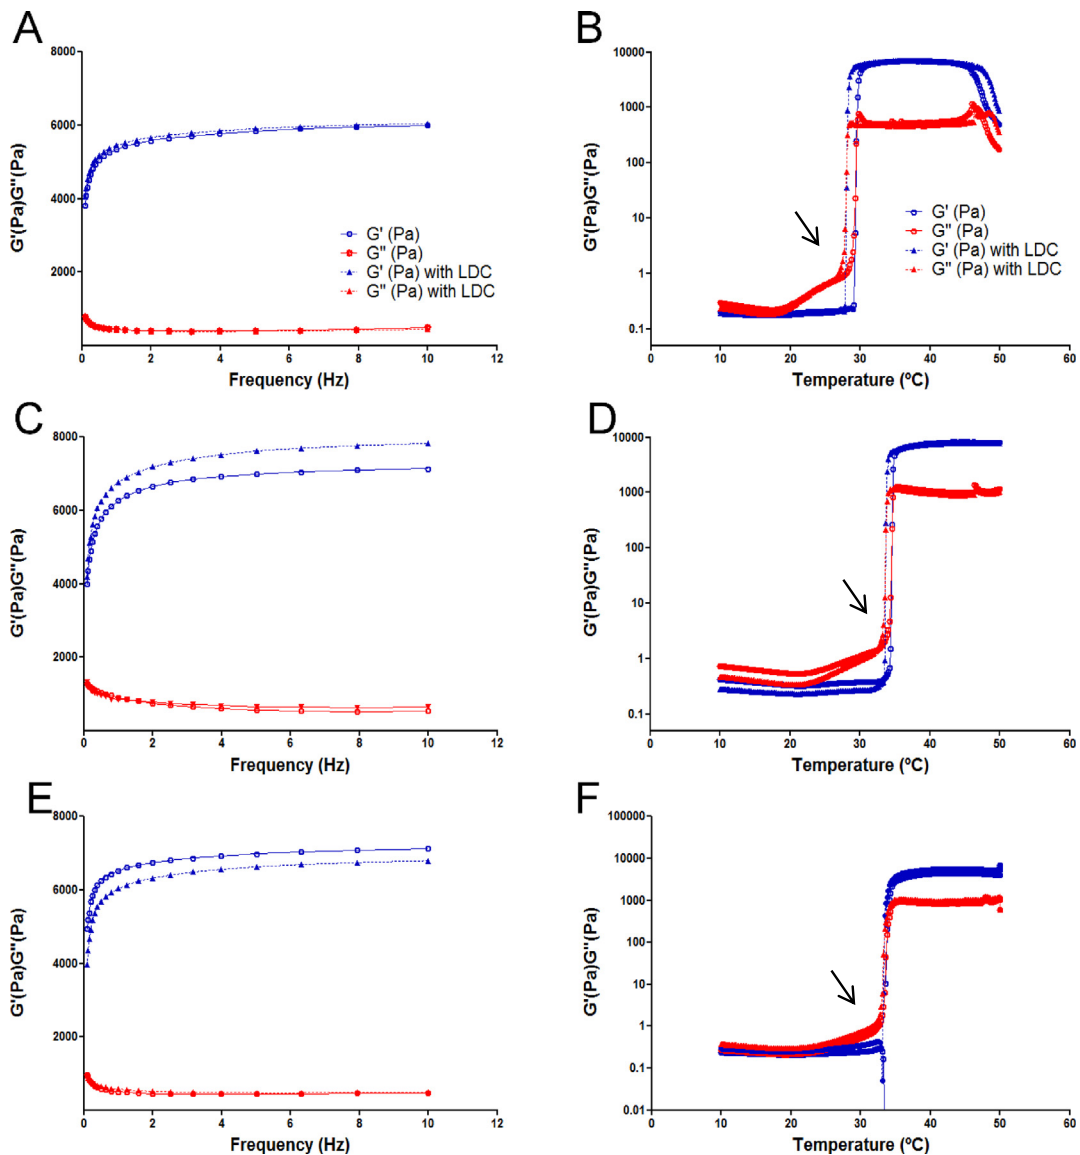 A
8000
6000
4000
2000
0 2 4 6 8 10 12
G'(Pa)G''(Pa)
Frequency (Hz)
G' (Pa)
G'' (Pa)
G' (Pa) with LDC
G'' (Pa) with LDC
B
10000
1000
100
10
1
0.1
0 10 20 30 40 50 60
G'(Pa)G''(Pa)
Temperature (ºC)
G' (Pa)
G'' (Pa)
G' (Pa) with LDC
G'' (Pa) with LDC
C
8000
6000
4000
2000
0 2 4 6 8 10 12
G'(Pa)G''(Pa)
Frequency (Hz)
D
10000
1000
100
10
1
0.1
0 10 20 30 40 50 60
G'(Pa)G''(Pa)
Temperature (ºC)
E
8000
6000
4000
2000
0 2 4 6 8 10 12
G'(Pa)G''(Pa)
Frequency (Hz)
F
100000
10000
1000
100
10
1
0.1
0.01
0 10 20 30 40 50 60
G'(Pa)G''(Pa)
Temperature (ºC)